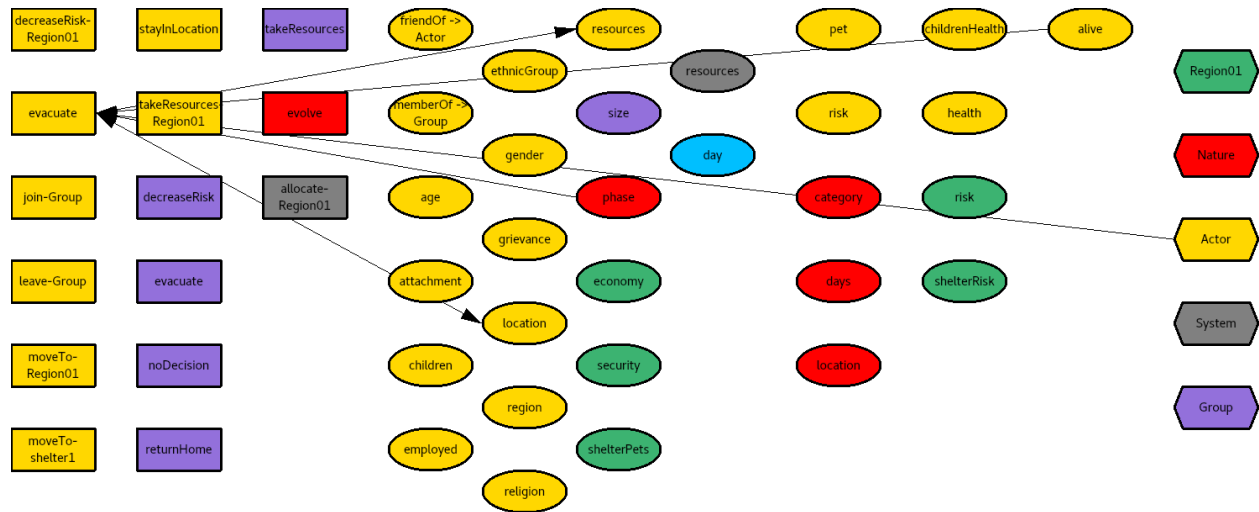 decreaseRisk-
Region01
stayInLocation
takeResources
friendOf ->
Actor
resources
pet
childrenHealth
alive
ethnicGroup
resources
Region01
evacuate
takeResources-
Region01
evolve
memberOf ->
Group
size
risk
health
gender
day
Nature
join-Group
decreaseRisk
allocate-
Region01
age
phase
category
risk
grievance
Actor
leave-Group
evacuate
attachment
economy
days
shelterRisk
location
System
moveTo-
Region01
noDecision
children
security
location
region
Group
moveTo-
shelter1
returnHome
employed
shelterPets
religion